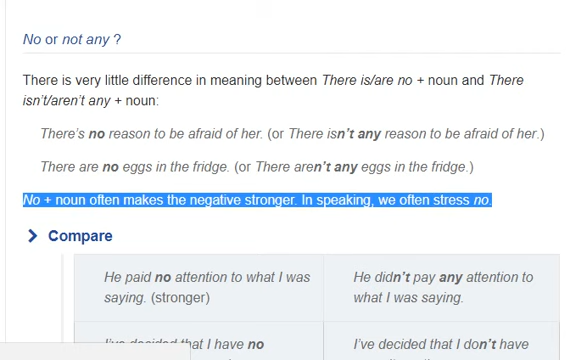 No or not any ?
There is very little difference in meaning between There is/are no + noun and There
isn't/aren't any + noun:
There's no reason to be afraid of her. (or There isn't any reason to be afraid of her.)
There are no eggs in the fridge. (or There aren't any eggs in the fridge.)
No + noun often makes the negative stronger. In speaking, we often stress no.
Compare
He paid no attention to what I was
saying. (stronger)
He didn't pay any attention to
what I was saying.
I've decided that I have no
I've decided that I don't have